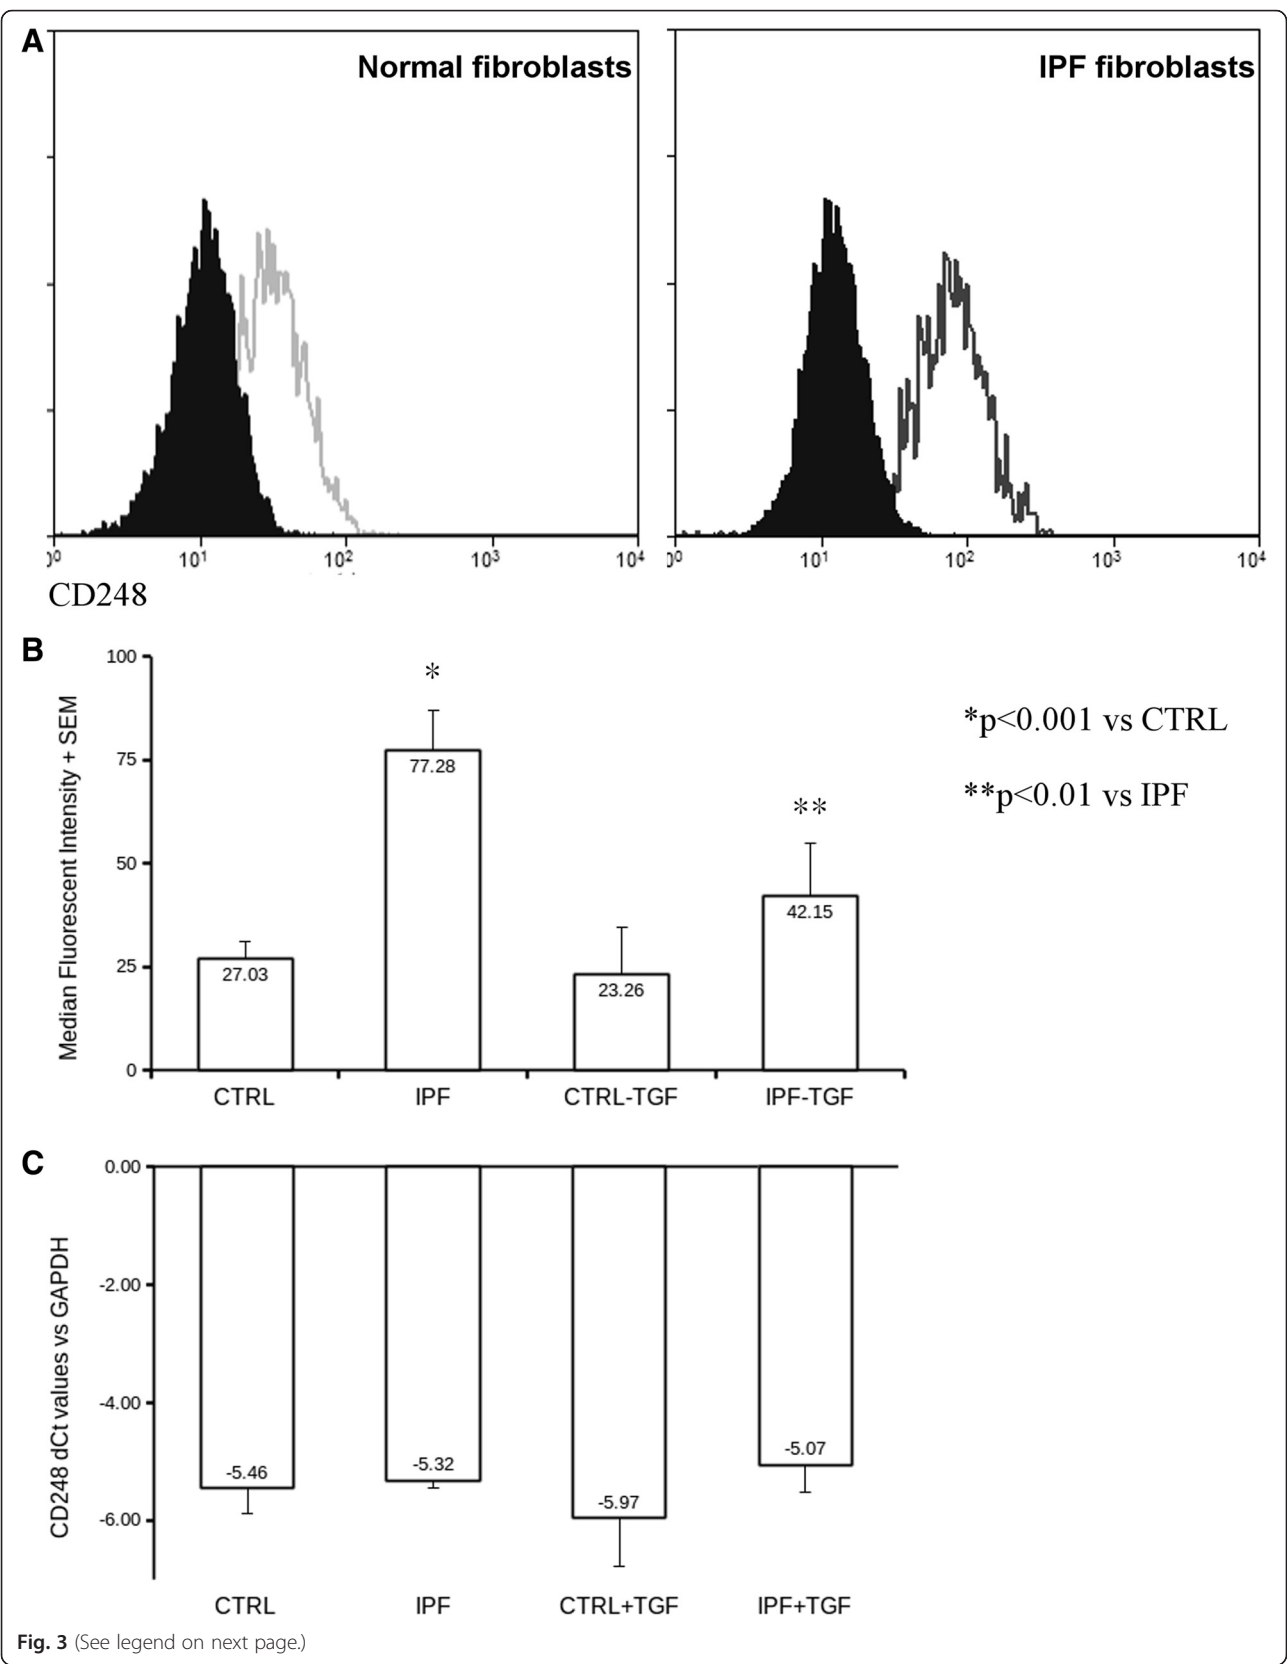 A
Normal fibroblasts
IPF fibroblasts
10⁰ 10¹ 10² 10³ 10⁴
10⁰ 10¹ 10² 10³ 10⁴
CD248
B
Median Fluorescent Intensity + SEM
100
75
50
25
0
*
**
77.28
42.15
27.03
23.26
CTRL IPF CTRL-TGF IPF-TGF
*p<0.001 vs CTRL
**p<0.01 vs IPF
C
CD248 dCt values vs GAPDH
0.00
-2.00
-4.00
-6.00
-5.46
-5.32
-5.97
-5.07
CTRL IPF CTRL+TGF IPF+TGF
Fig. 3 (See legend on next page.)